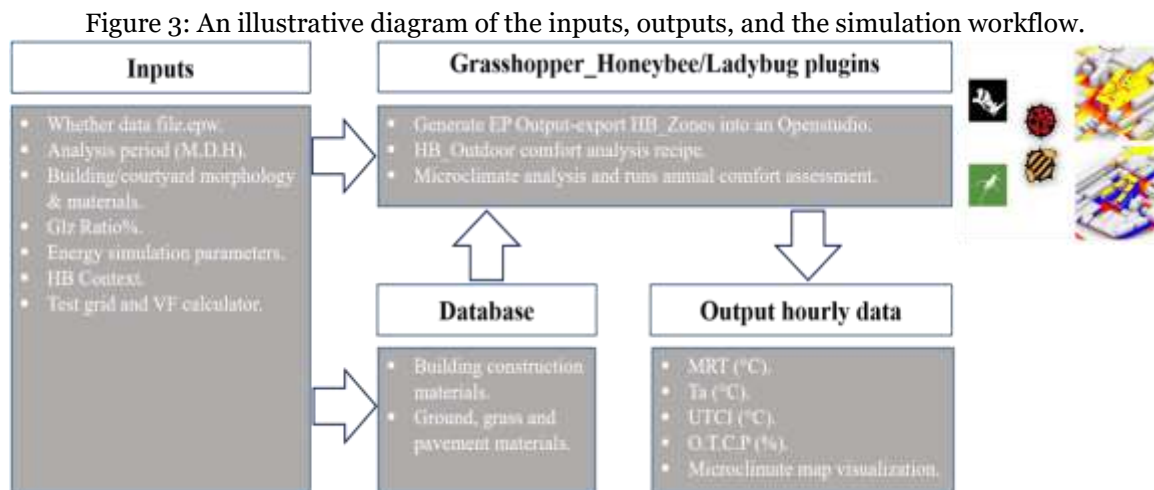 Figure 3: An illustrative diagram of the inputs, outputs, and the simulation workflow.
Inputs
• Whether data file.epw.
• Analysis period (M.D.H).
• Building/courtyard morphology
& materials.
• Glz Ratio%.
• Energy simulation parameters.
• HB Context.
• Test grid and VF calculator.
Grasshopper_Honeybee/Ladybug plugins
• Generate EP Output-export HB_Zones into an Openstudio.
• HB_Outdoor comfort analysis recipe.
• Microclimate analysis and runs annual comfort assessment.
Database
• Building construction
materials.
• Ground, grass and
pavement materials.
Output hourly data
• MRT (°C).
• Ta (°C).
• UTCI (°C).
• O.T.C.P (%).
• Microclimate map visualization.